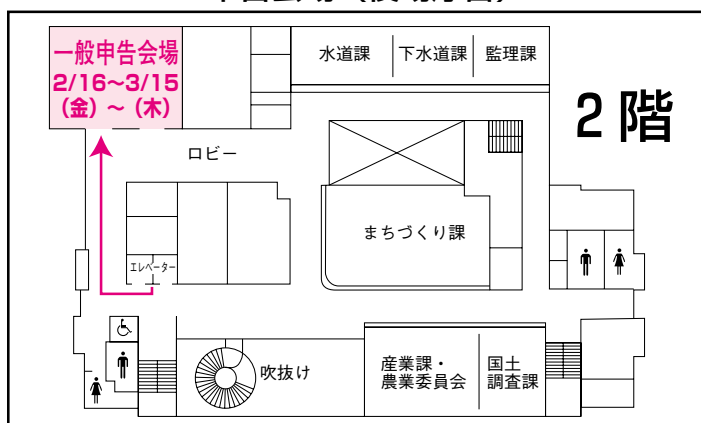 一般申告会場
2/16~3/15
(金)~(木)
水道課
下水道課
監理課
2階
ロビー
まちづくり課
エレベーター
吹抜け
産業課・
農業委員会
国土
調査課